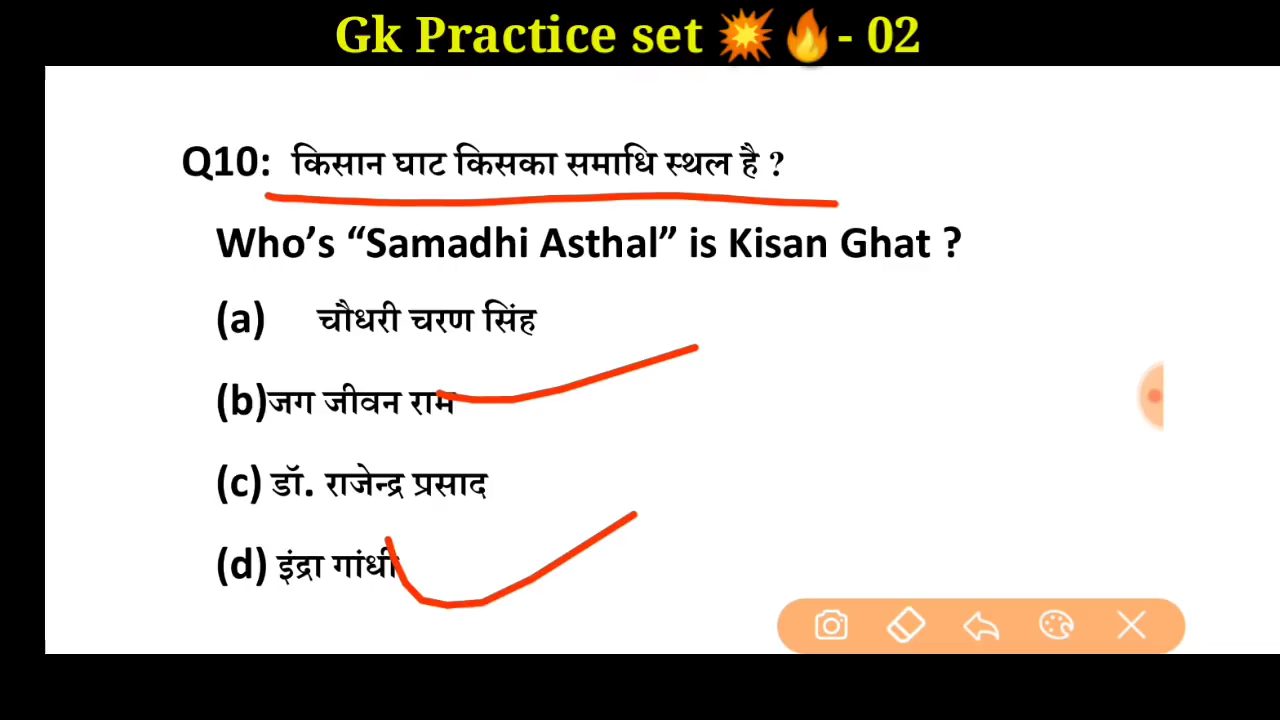 Gk Practice set 💥🔥- 02
Q10: किसान घाट किसका समाधि स्थल है ?
Who’s “Samadhi Asthal” is Kisan Ghat ?
(a) चौधरी चरण सिंह
(b)जग जीवन राम
(c) डॉ. राजेन्द्र प्रसाद
(d) इंद्रा गांधी